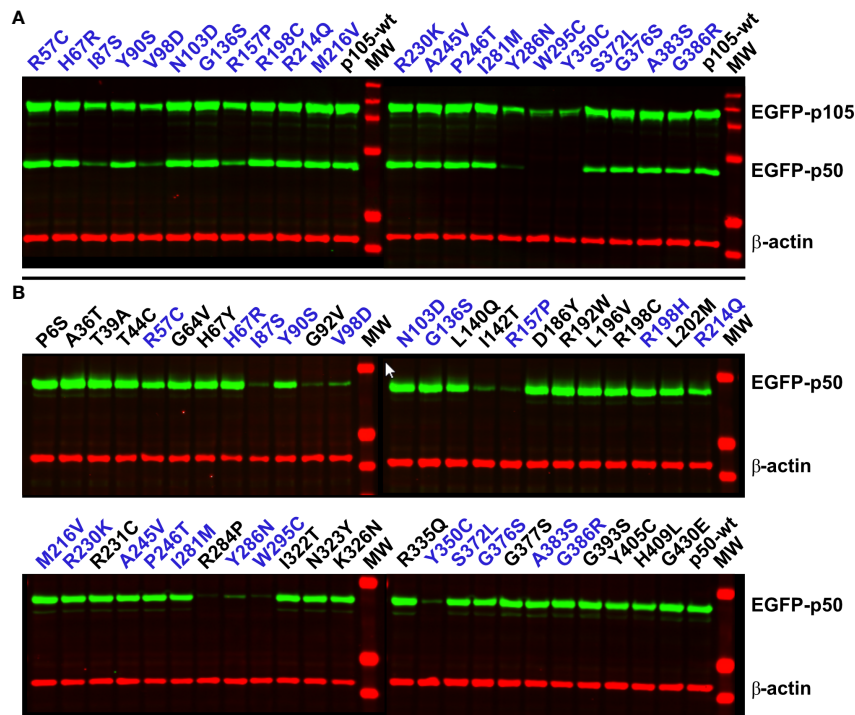 A
R57C H67R I87S Y90S V98D N103D G136S R157P R198C R214Q M216V p105-wt MW R230K A245V P246T I281M Y286N W295C Y350C S372L G376S A383S G386R p105-wt MW
EGFP-p105
EGFP-p50
β-actin
B
P6S A36T T39A T44C R57C G64V H67Y H67R I87S Y90S G92V V98D MW N103D G136S L140Q I142T R157P D186Y R192W L196V R198C R198H L202M R214Q MW
EGFP-p50
β-actin
M216V R230K R231C A245V P246T I281M R284P Y286N W295C I322T N323Y K326N MW R335Q Y350C S372L G376S G377S A383S G386R G393S Y405C H409L G430E p50-wt MW
EGFP-p50
β-actin